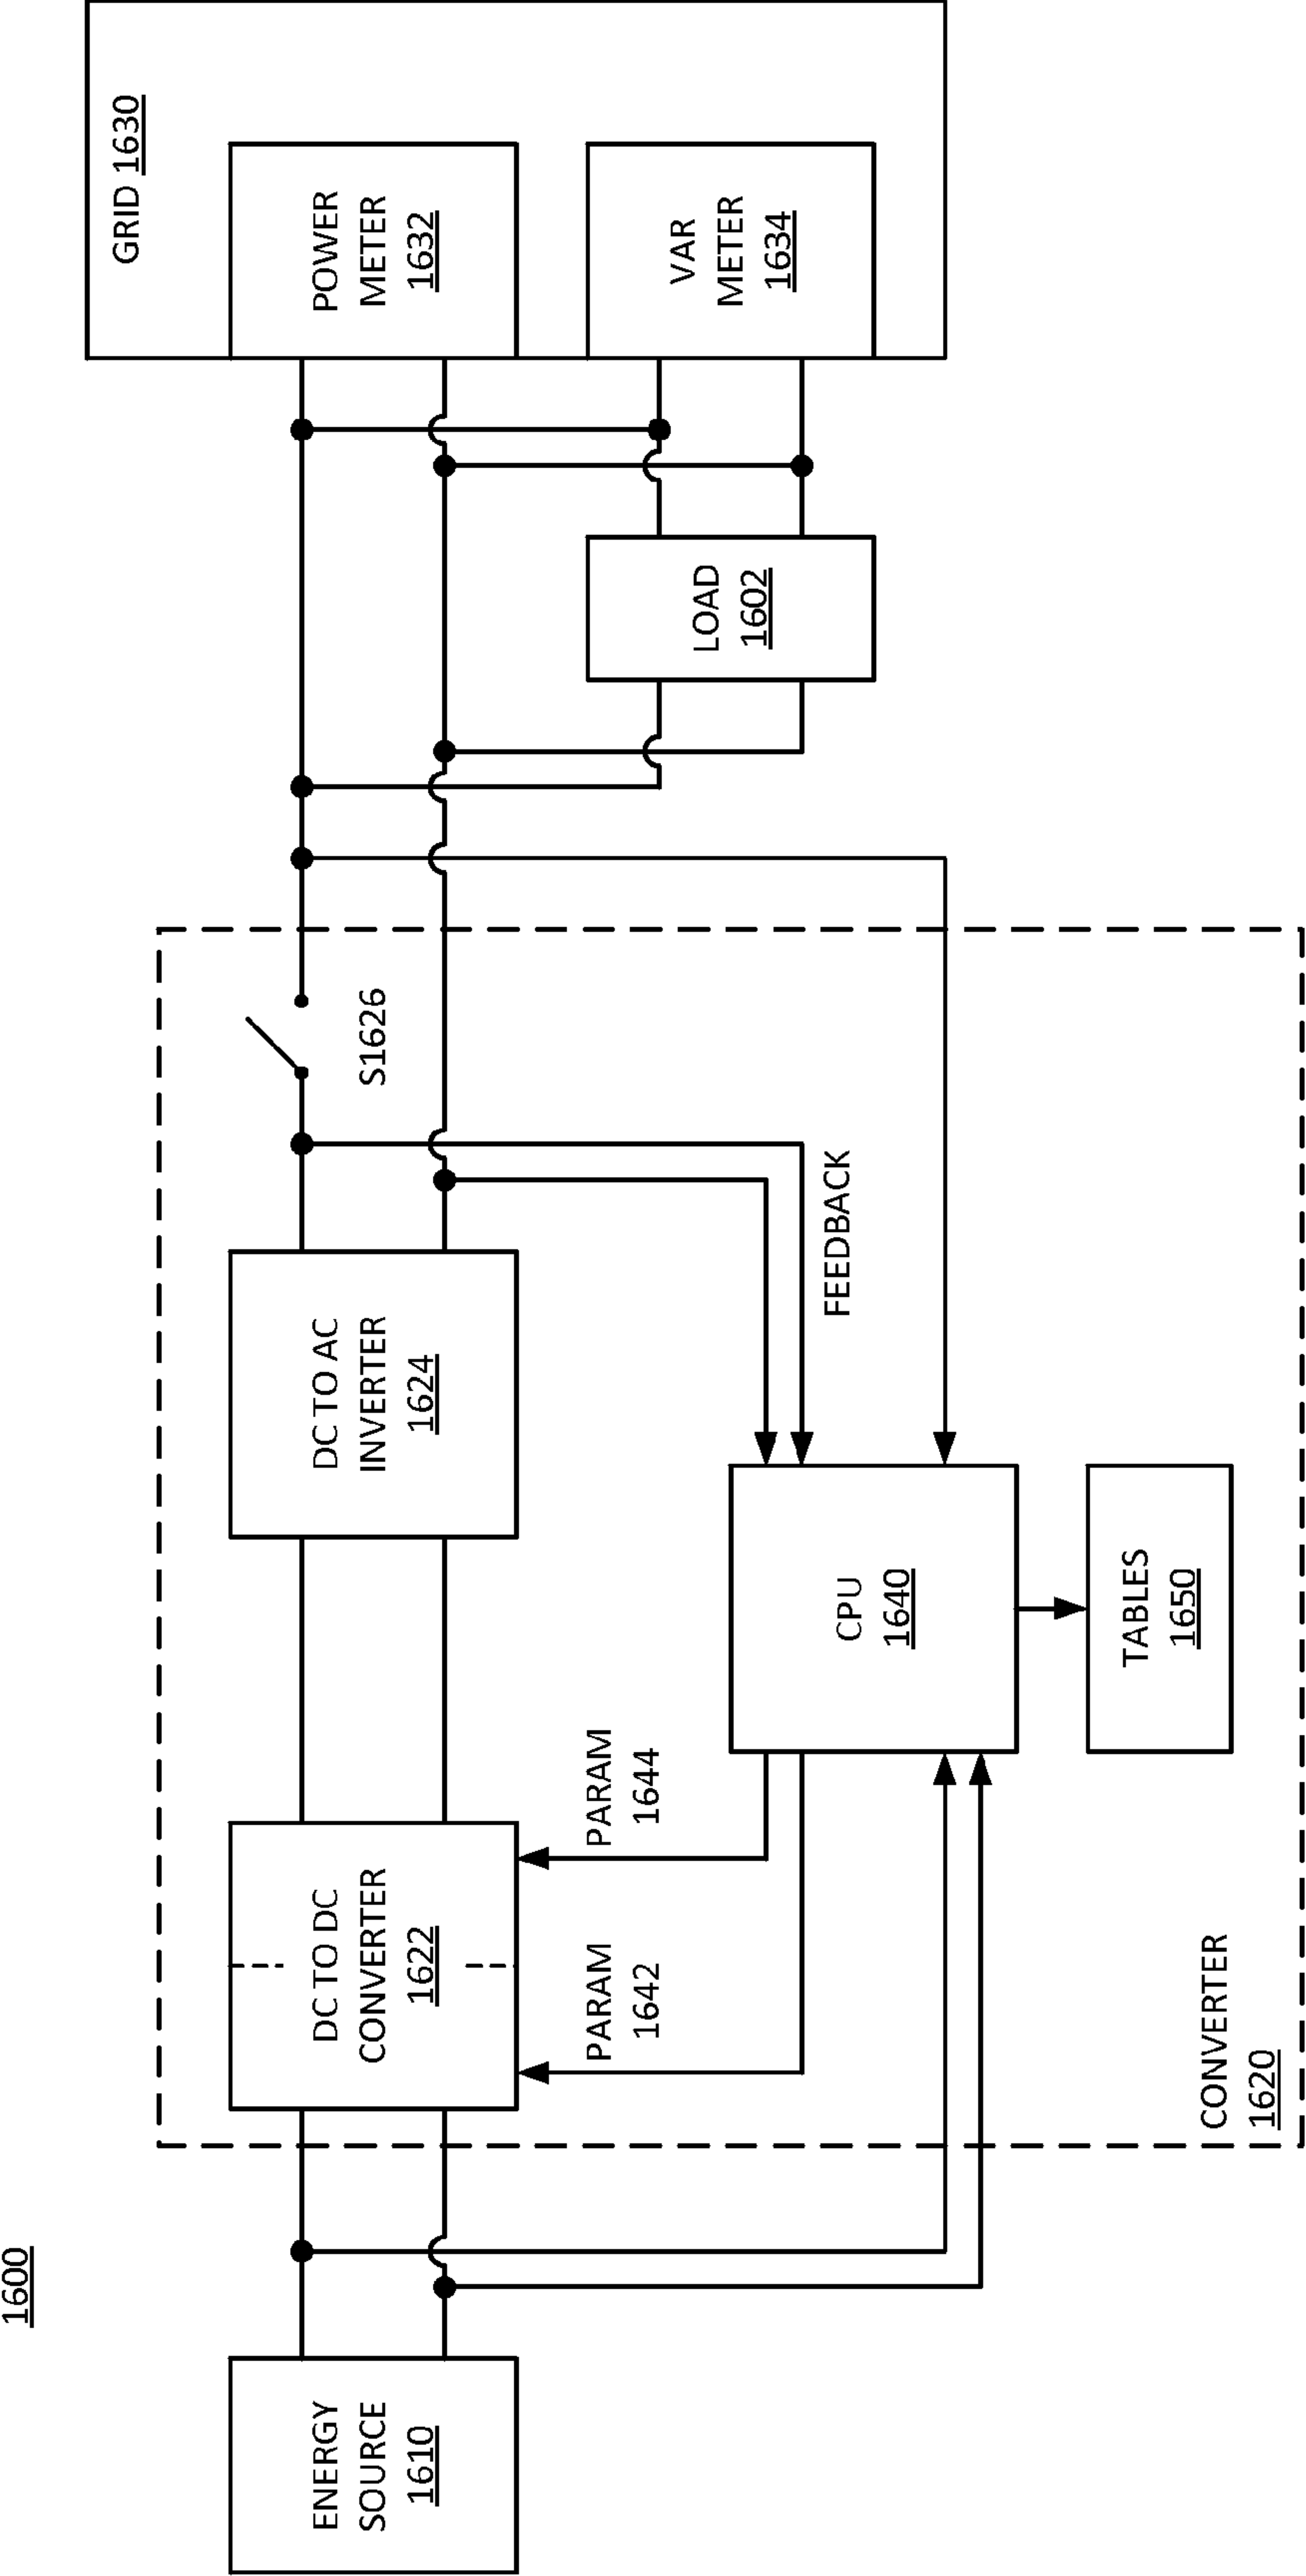 1600
ENERGY
SOURCE
1610
DC TO DC
CONVERTER
1622
DC TO AC
INVERTER
1624
S1626
GRID 1630
POWER
METER
1632
VAR
METER
1634
LOAD
1602
PARAM
1642
PARAM
1644
FEEDBACK
CPU
1640
TABLES
1650
CONVERTER
1620